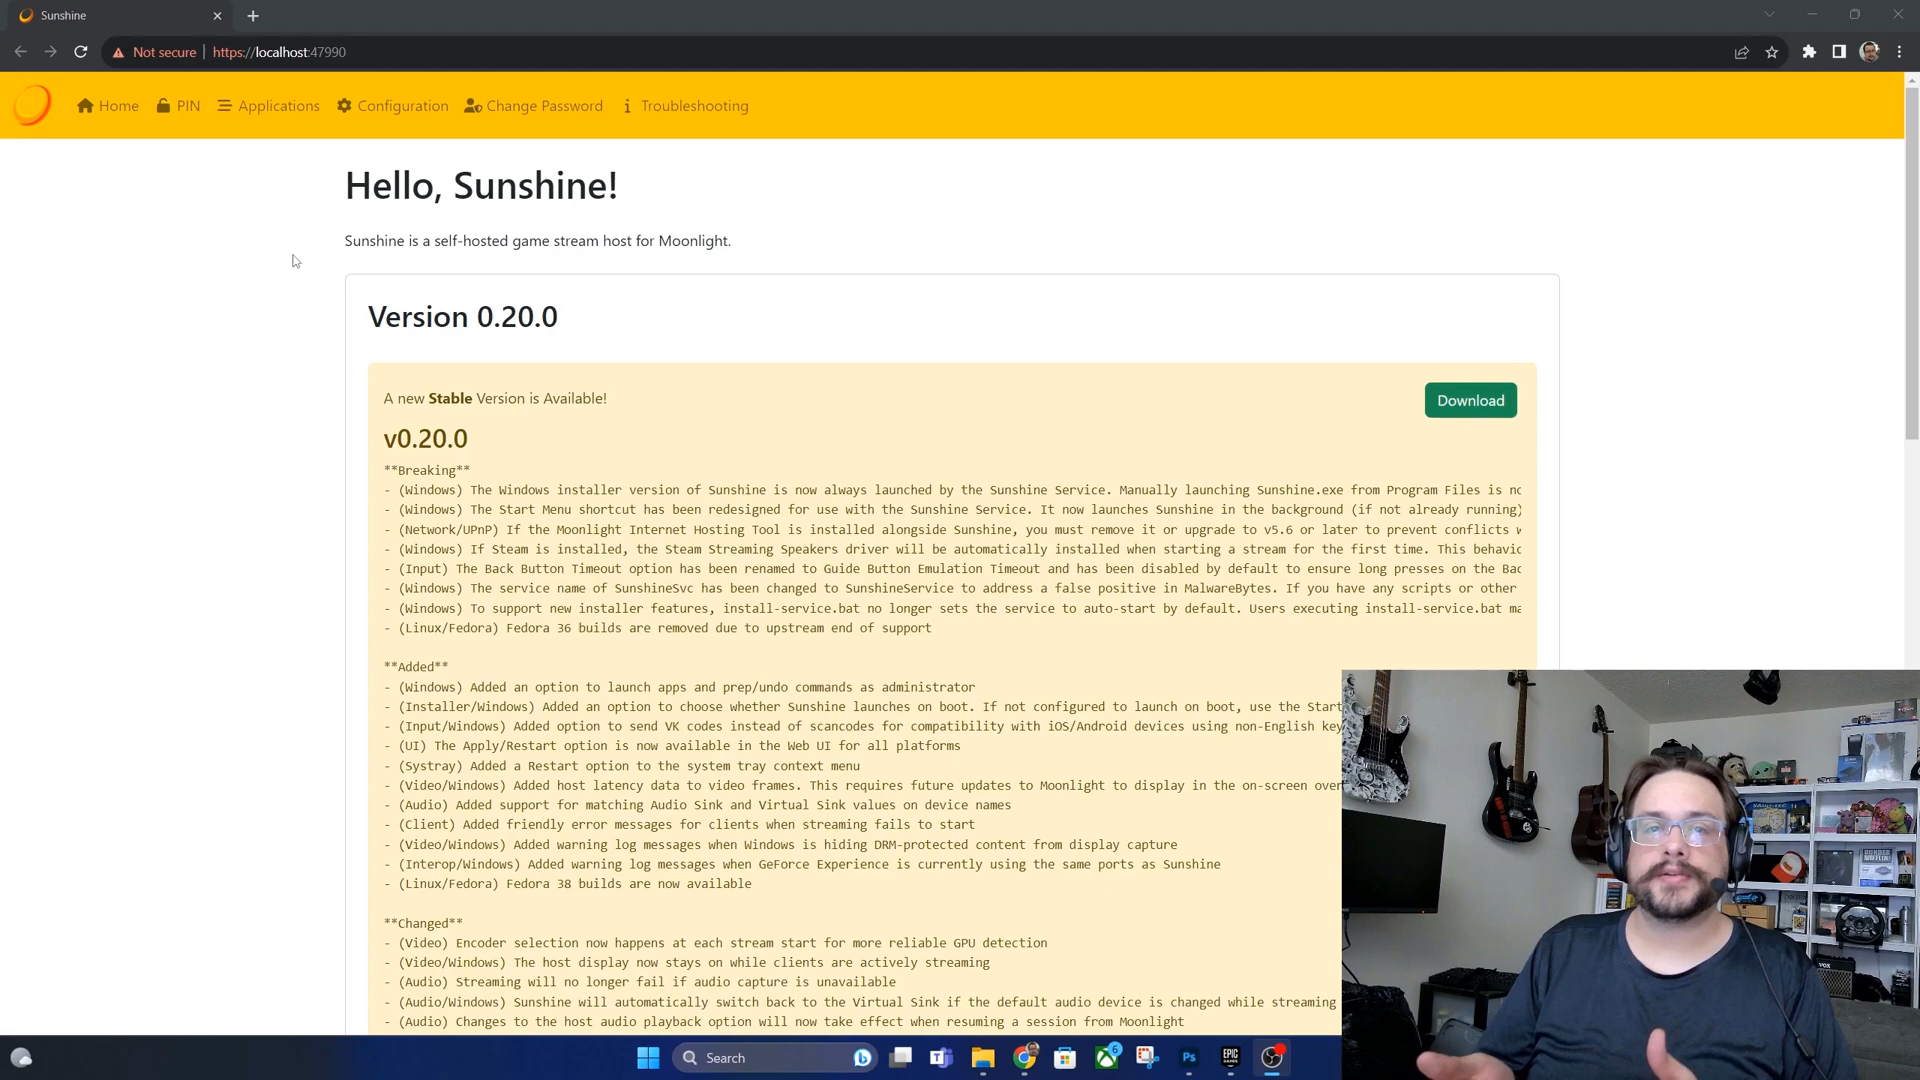 Sunshine
Not secure | https://localhost:47990
Home PIN Applications Configuration Change Password Troubleshooting
Hello, Sunshine!
Sunshine is a self-hosted game stream host for Moonlight.
Version 0.20.0
A new Stable Version is Available!
Download
v0.20.0
**Breaking**
- (Windows) The Windows installer version of Sunshine is now always launched by the Sunshine Service. Manually launching Sunshine.exe from Program Files is no
- (Windows) The Start Menu shortcut has been redesigned for use with the Sunshine Service. It now launches Sunshine in the background (if not already running)
- (Network/UPnP) If the Moonlight Internet Hosting Tool is installed alongside Sunshine, you must remove it or upgrade to v5.6 or later to prevent conflicts w
- (Windows) If Steam is installed, the Steam Streaming Speakers driver will be automatically installed when starting a stream for the first time. This behavio
- (Input) The Back Button Timeout option has been renamed to Guide Button Emulation Timeout and has been disabled by default to ensure long presses on the Bac
- (Windows) The service name of SunshineSvc has been changed to SunshineService to address a false positive in MalwareBytes. If you have any scripts or other
- (Windows) To support new installer features, install-service.bat no longer sets the service to auto-start by default. Users executing install-service.bat ma
- (Linux/Fedora) Fedora 36 builds are removed due to upstream end of support
**Added**
- (Windows) Added an option to launch apps and prep/undo commands as administrator
- (Installer/Windows) Added an option to choose whether Sunshine launches on boot. If not configured to launch on boot, use the Start
- (Input/Windows) Added option to send VK codes instead of scancodes for compatibility with iOS/Android devices using non-English key
- (UI) The Apply/Restart option is now available in the Web UI for all platforms
- (Systray) Added a Restart option to the system tray context menu
- (Video/Windows) Added host latency data to video frames. This requires future updates to Moonlight to display in the on-screen over
- (Audio) Added support for matching Audio Sink and Virtual Sink values on device names
- (Client) Added friendly error messages for clients when streaming fails to start
- (Video/Windows) Added warning log messages when Windows is hiding DRM-protected content from display capture
- (Interop/Windows) Added warning log messages when GeForce Experience is currently using the same ports as Sunshine
- (Linux/Fedora) Fedora 38 builds are now available
**Changed**
- (Video) Encoder selection now happens at each stream start for more reliable GPU detection
- (Video/Windows) The host display now stays on while clients are actively streaming
- (Audio) Streaming will no longer fail if audio capture is unavailable
- (Audio/Windows) Sunshine will automatically switch back to the Virtual Sink if the default audio device is changed while streaming
- (Audio) Changes to the host audio playback option will now take effect when resuming a session from Moonlight
Search
6
Ps
EPIC
GAMES
VOX